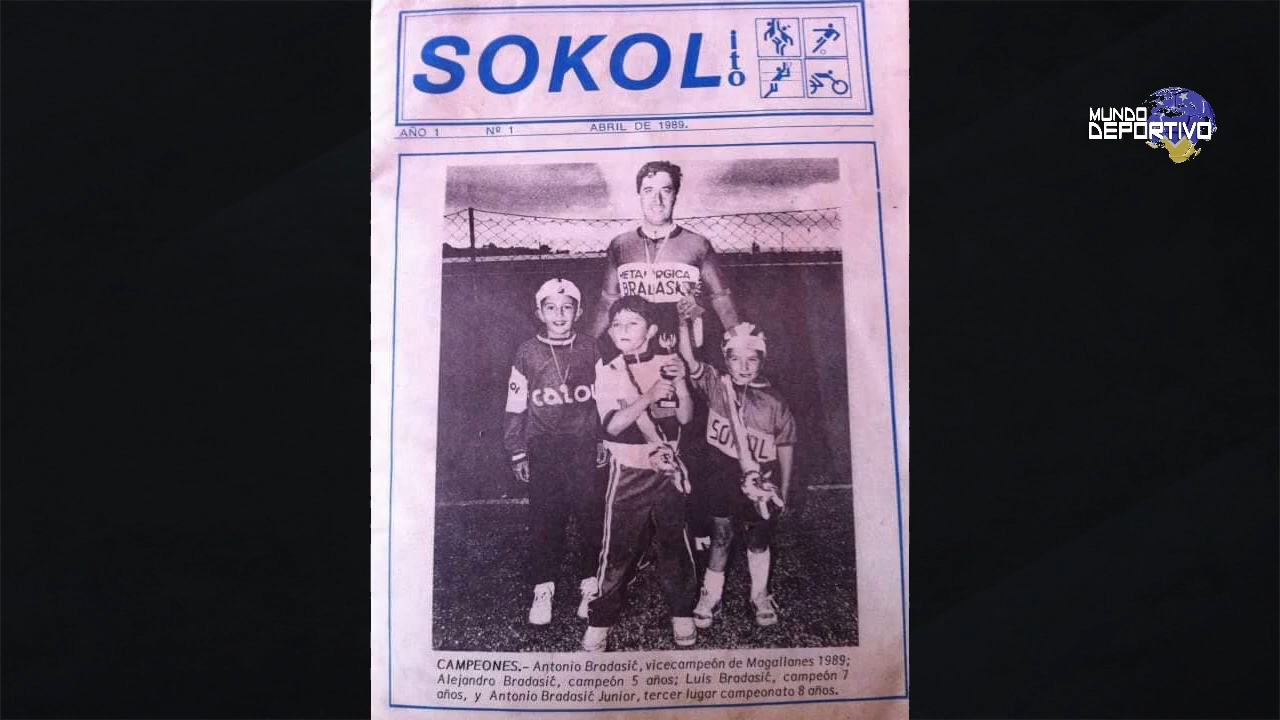 SOKOL ito
AÑO 1 Nº 1 ABRIL DE 1989.
MUNDO
DEPORTIVO
METALÚRGICA
BRADASIĆ
SOKOL
CAMPEONES.- Antonio Bradasić, vicecampeón de Magallanes 1989;
Alejandro Bradasić, campeón 5 años; Luis Bradasić, campeón 7
años, y Antonio Bradasić Junior, tercer lugar campeonato 8 años.